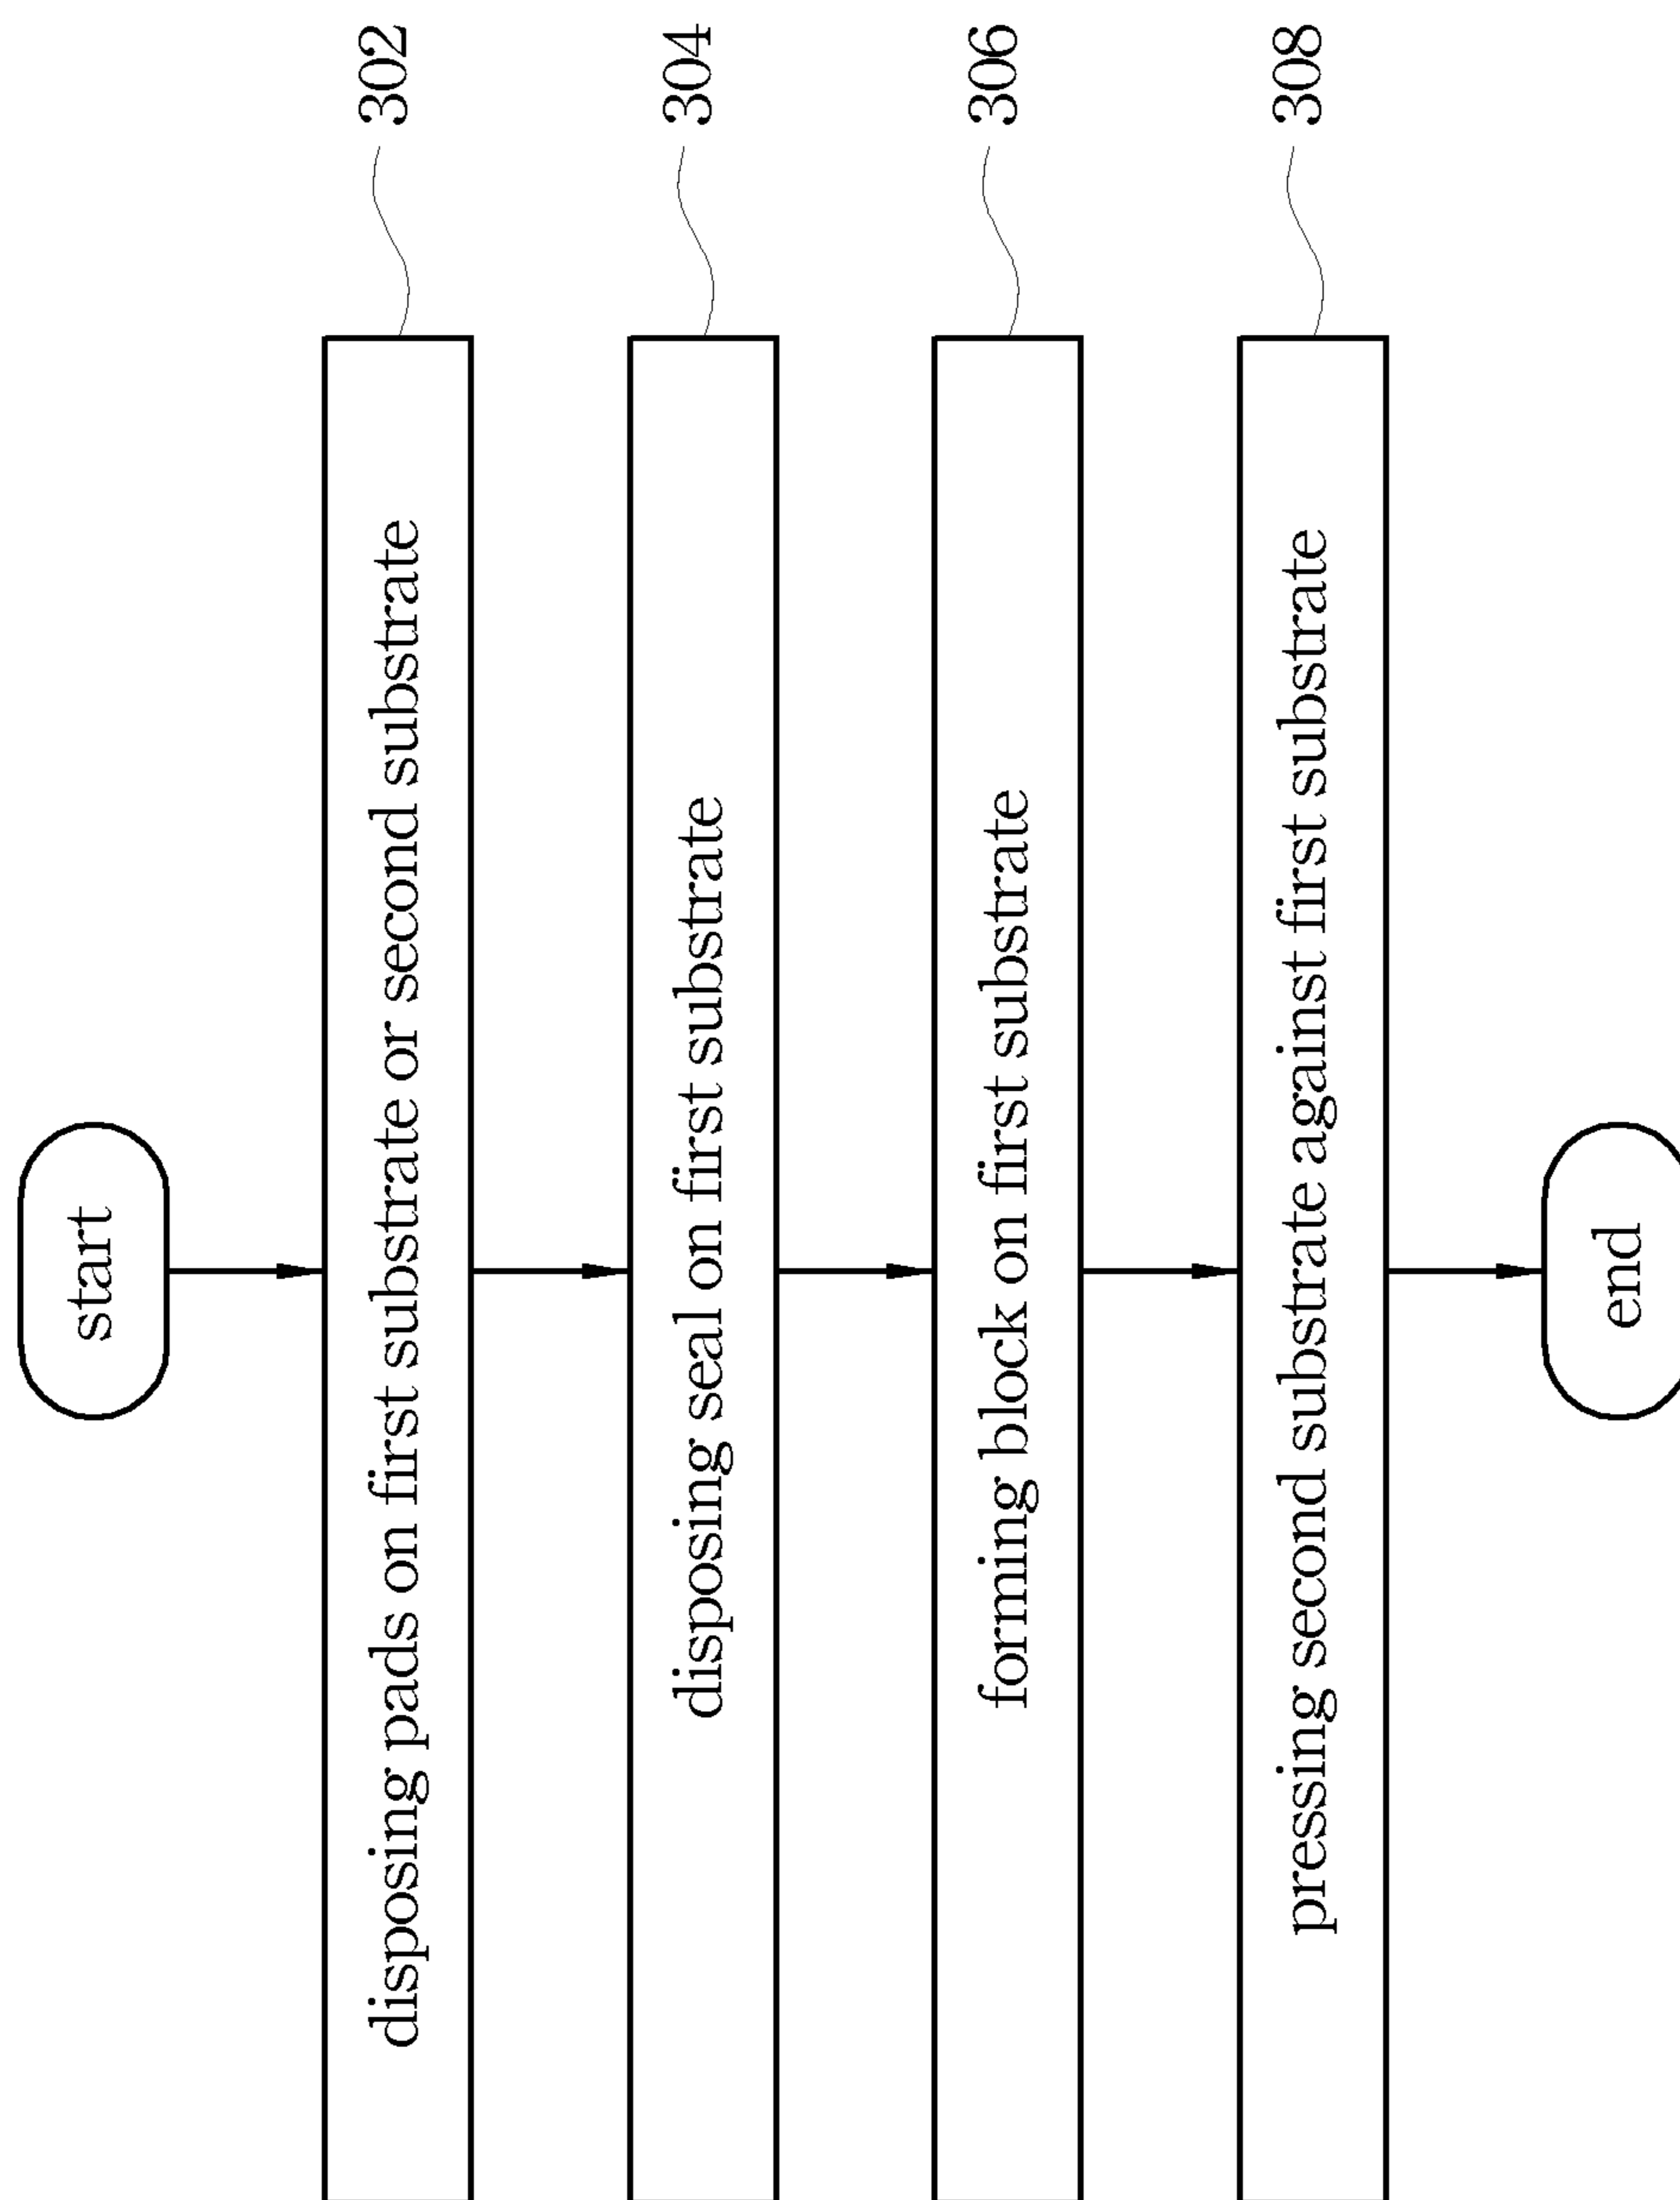 start
disposing pads on first substrate or second substrate
302
disposing seal on first substrate
304
forming block on first substrate
306
pressing second substrate against first substrate
308
end